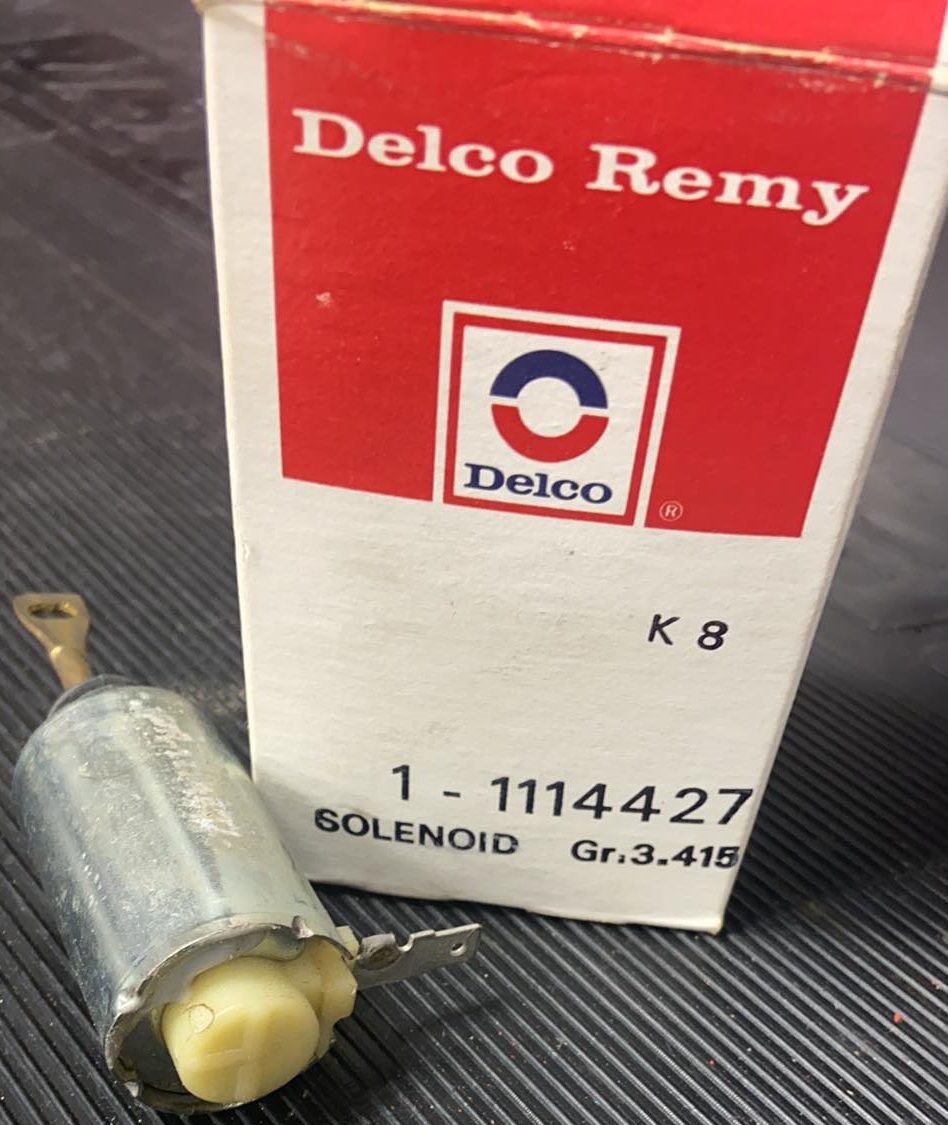 Delco Remy
Delco
®
K 8
1 - 1114427
SOLENOID Gr.3.415